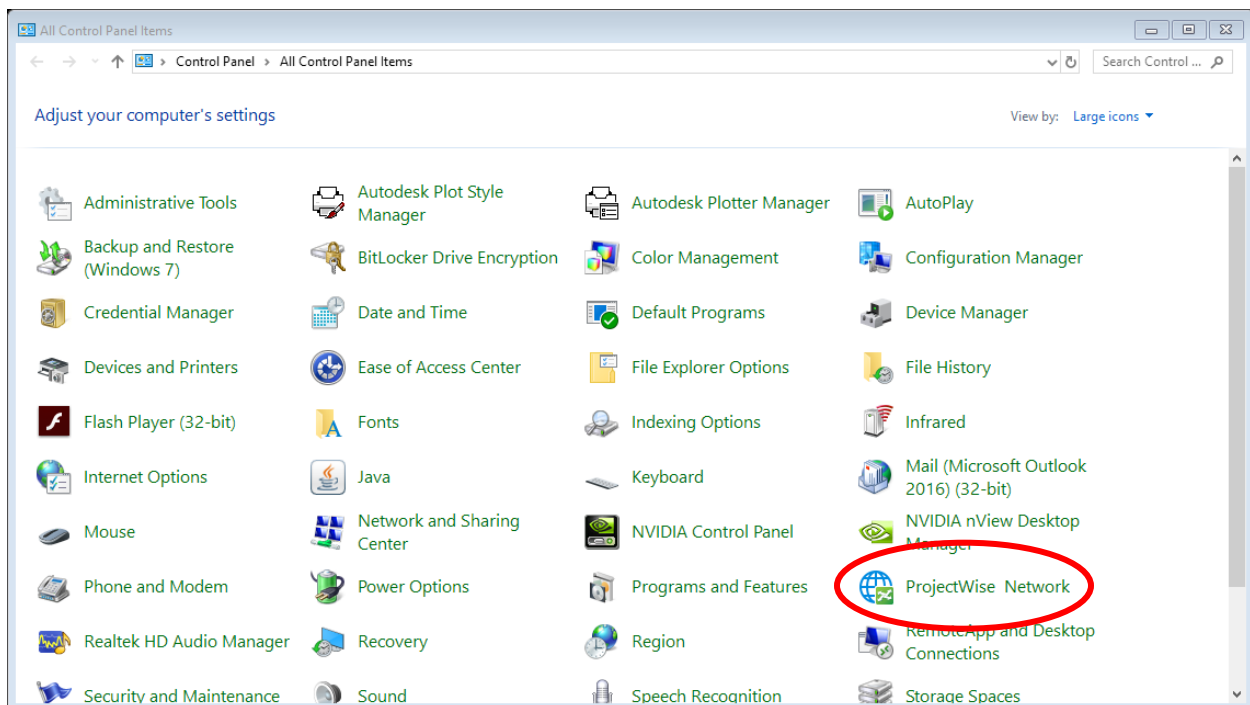 All Control Panel Items
Control Panel > All Control Panel Items
Search Control ...
Adjust your computer's settings
View by: Large icons
Administrative Tools
Autodesk Plot Style
Manager
Autodesk Plotter Manager
AutoPlay
Backup and Restore
(Windows 7)
BitLocker Drive Encryption
Color Management
Configuration Manager
Credential Manager
Date and Time
Default Programs
Device Manager
Devices and Printers
Ease of Access Center
File Explorer Options
File History
Flash Player (32-bit)
Fonts
Indexing Options
Infrared
Internet Options
Java
Keyboard
Mail (Microsoft Outlook
2016) (32-bit)
Mouse
Network and Sharing
Center
NVIDIA Control Panel
NVIDIA nView Desktop
Manager
Phone and Modem
Power Options
Programs and Features
ProjectWise Network
Realtek HD Audio Manager
Recovery
Region
RemoteApp and Desktop
Connections
Security and Maintenance
Sound
Speech Recognition
Storage Spaces